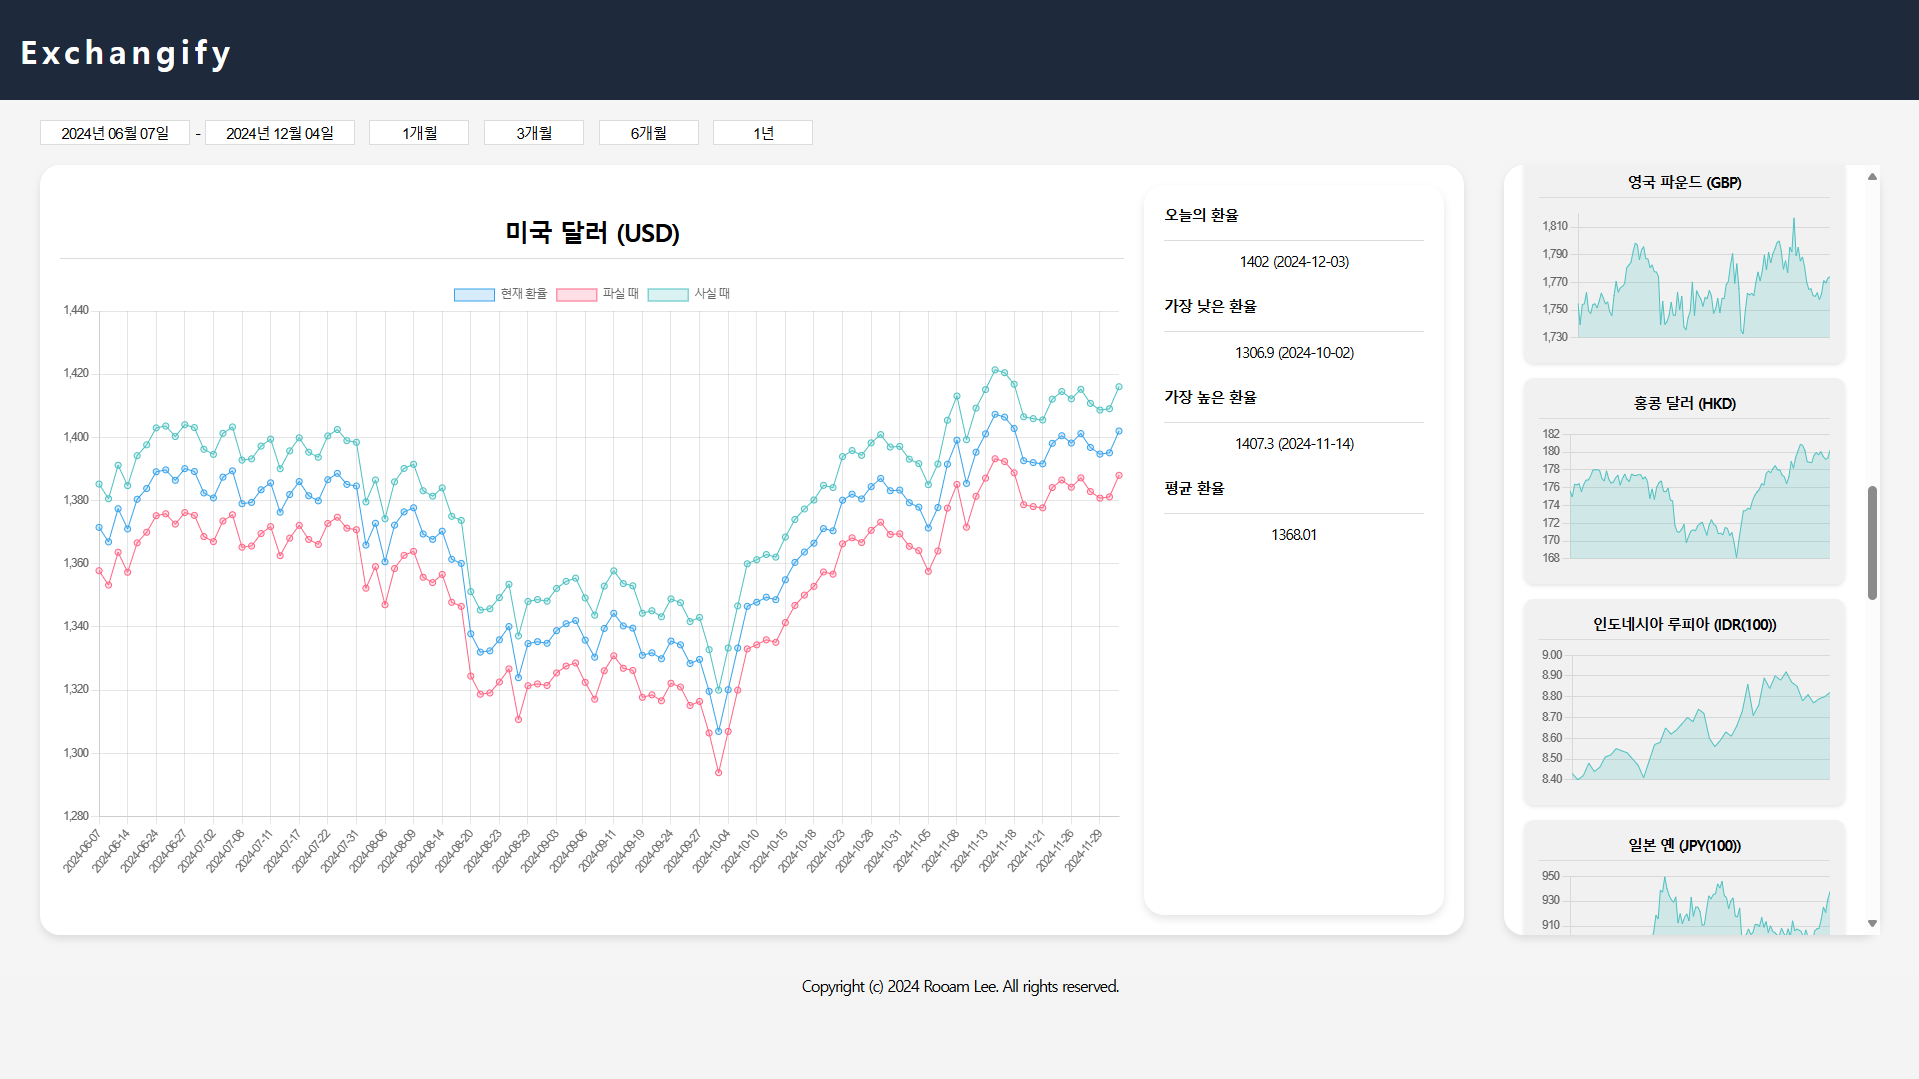 Exchangify
2024년 06월 07일 - 2024년 12월 04일 1개월 3개월 6개월 1년
미국 달러 (USD)
현재 환율 파실 때 사실 때
1,440
1,420
1,400
1,380
1,360
1,340
1,320
1,300
1,280
2024-06-07 2024-06-14 2024-06-24 2024-06-27 2024-07-02 2024-07-08 2024-07-11 2024-07-17 2024-07-22 2024-07-31 2024-08-06 2024-08-09 2024-08-14 2024-08-20 2024-08-23 2024-08-29 2024-09-03 2024-09-06 2024-09-11 2024-09-19 2024-09-24 2024-09-27 2024-10-04 2024-10-10 2024-10-15 2024-10-18 2024-10-23 2024-10-28 2024-10-31 2024-11-05 2024-11-08 2024-11-13 2024-11-18 2024-11-21 2024-11-26 2024-11-29
오늘의 환율
1402 (2024-12-03)
가장 낮은 환율
1306.9 (2024-10-02)
가장 높은 환율
1407.3 (2024-11-14)
평균 환율
1368.01
영국 파운드 (GBP)
1,810
1,790
1,770
1,750
1,730
홍콩 달러 (HKD)
182
180
178
176
174
172
170
168
인도네시아 루피아 (IDR(100))
9.00
8.90
8.80
8.70
8.60
8.50
8.40
일본 옌 (JPY(100))
950
930
910
Copyright (c) 2024 Rooam Lee. All rights reserved.